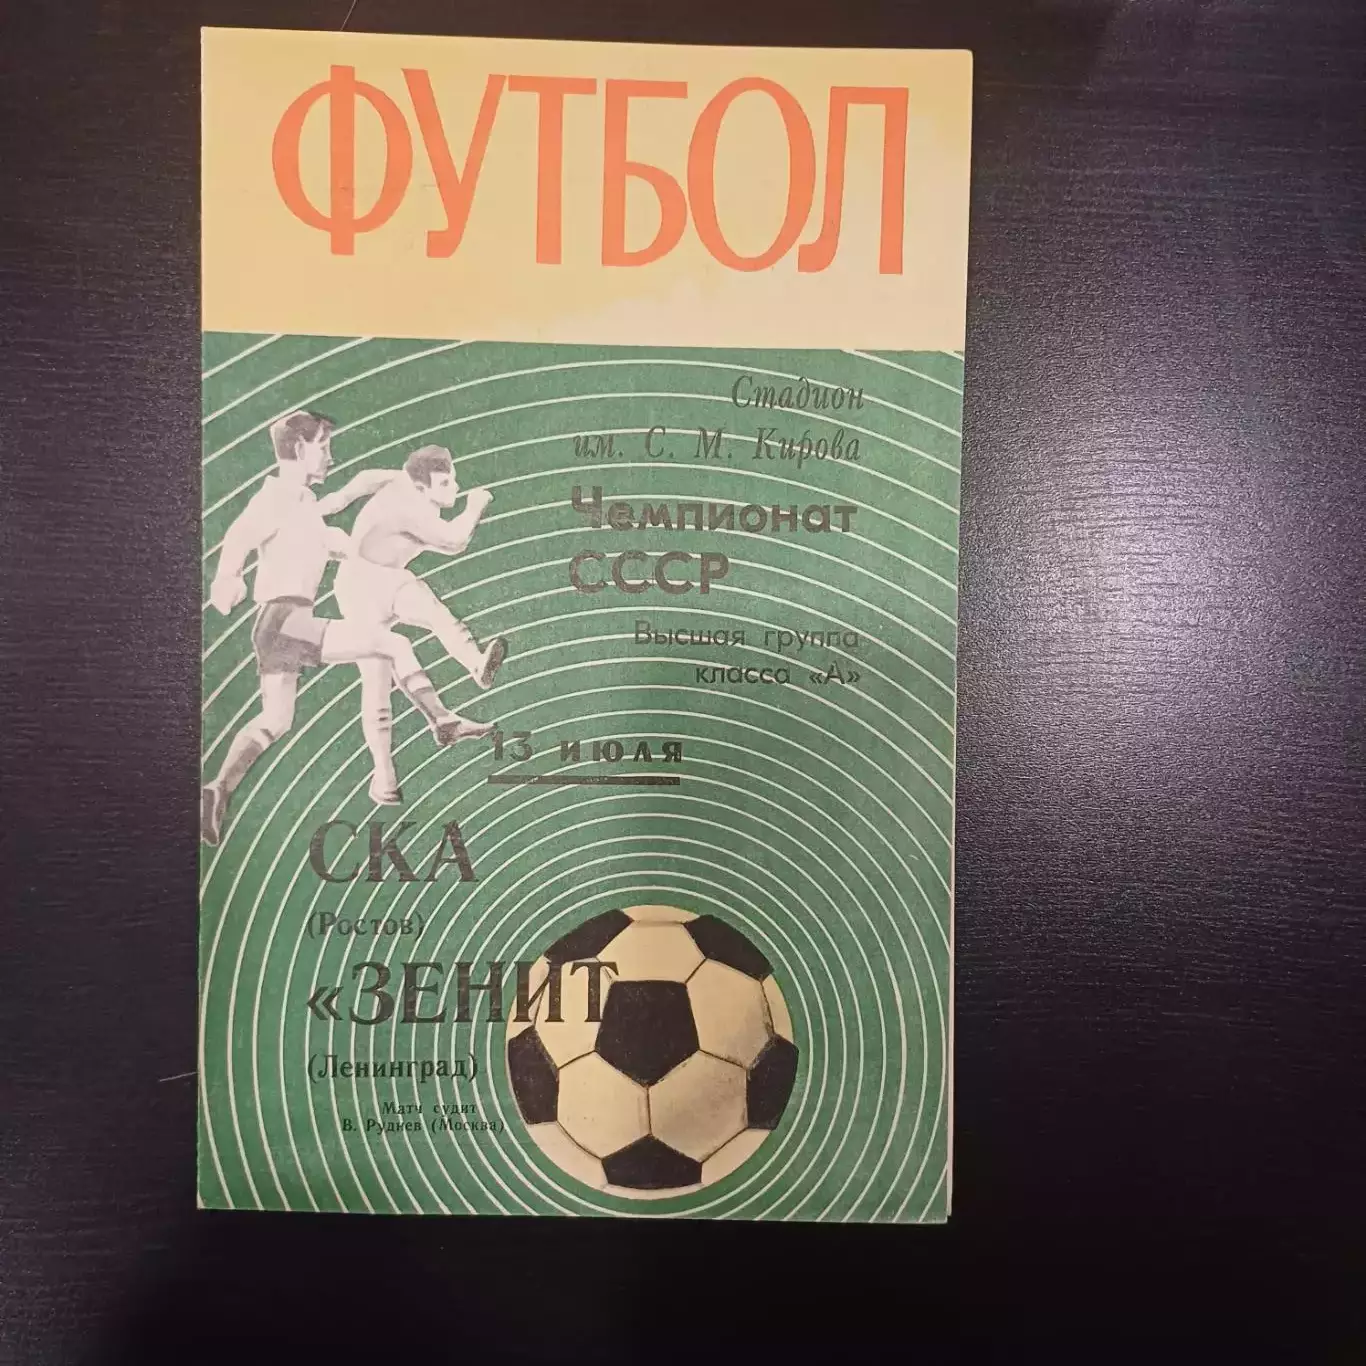 ФУТБОЛ
Стадион
им. С. М. Кирова
Чемпионат
СССР
Высшая группа
класса «А»
13 июля
СКА
(Ростов)
«ЗЕНИТ
(Ленинград)
Матч судит
В. Руднев (Москва)